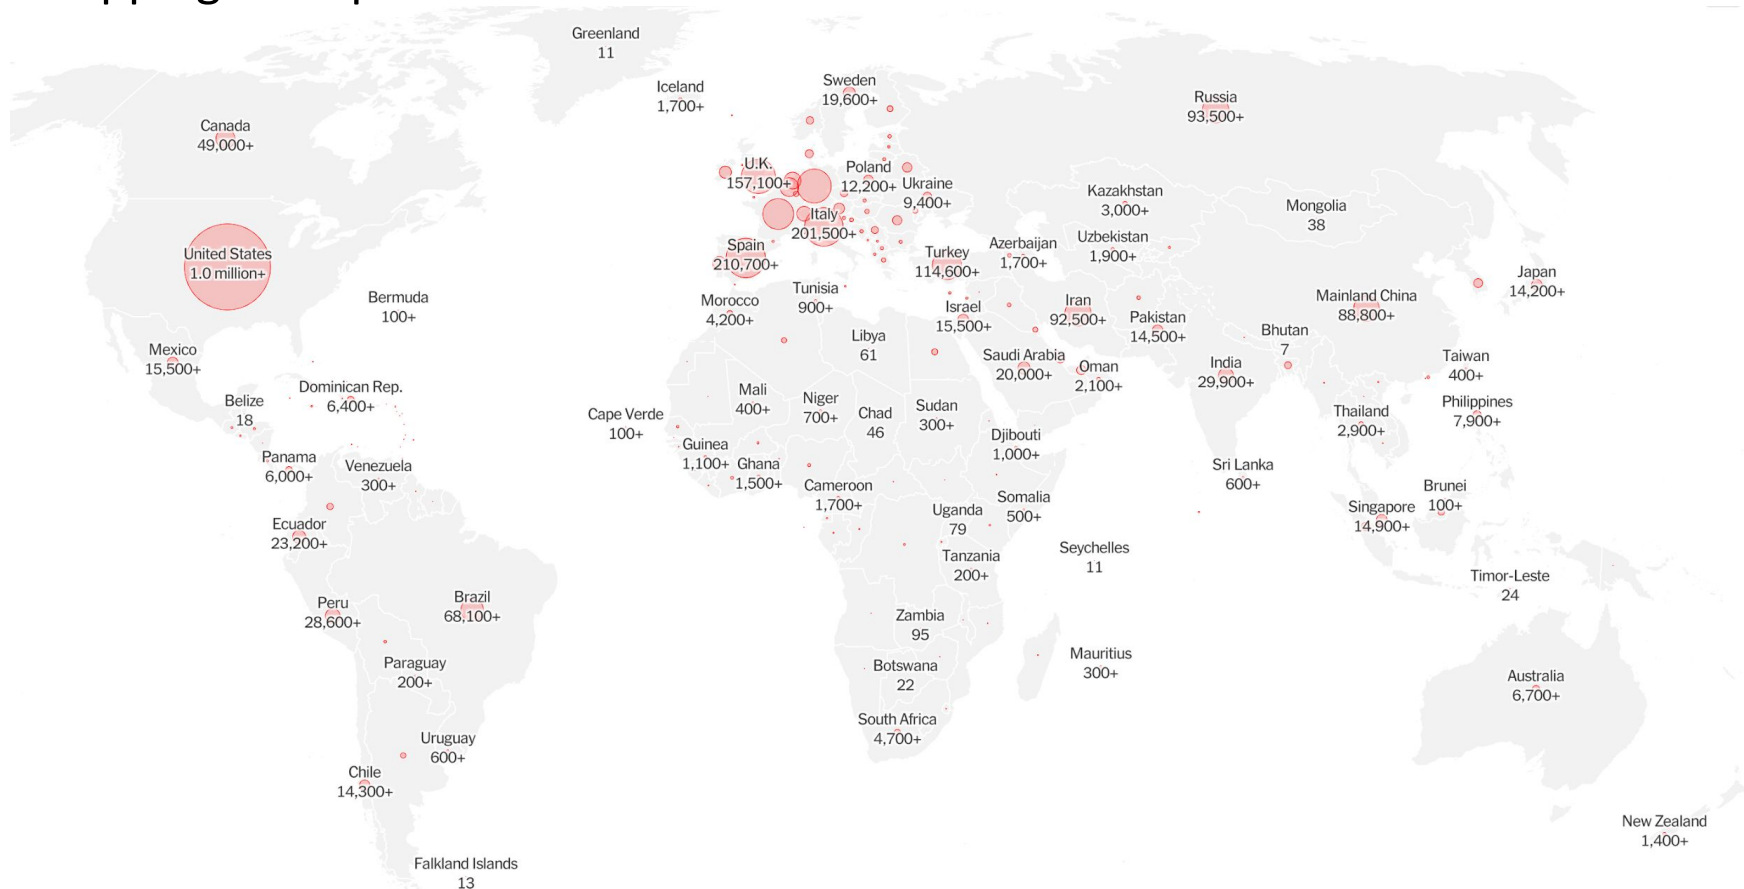 Greenland
11
Iceland
1,700+
Sweden
19,600+
Russia
93,500+
Canada
49,000+
U.K.
157,100+
Poland
12,200+
Ukraine
9,400+
Kazakhstan
3,000+
Mongolia
38
Italy
201,500+
Uzbekistan
1,900+
United States
1.0 million+
Spain
210,700+
Turkey
114,600+
Azerbaijan
1,700+
Japan
14,200+
Bermuda
100+
Morocco
4,200+
Tunisia
900+
Israel
15,500+
Iran
92,500+
Pakistan
14,500+
Mainland China
88,800+
Bhutan
7
Mexico
15,500+
Libya
61
Saudi Arabia
20,000+
Oman
2,100+
India
29,900+
Taiwan
400+
Dominican Rep.
6,400+
Belize
18
Mali
400+
Niger
700+
Chad
46
Sudan
300+
Cape Verde
100+
Thailand
2,900+
Philippines
7,900+
Djibouti
1,000+
Panama
6,000+
Venezuela
300+
Guinea
1,100+
Ghana
1,500+
Cameroon
1,700+
Somalia
500+
Sri Lanka
600+
Brunei
100+
Singapore
14,900+
Ecuador
23,200+
Uganda
79
Tanzania
200+
Seychelles
11
Timor-Leste
24
Peru
28,600+
Brazil
68,100+
Zambia
95
Paraguay
200+
Botswana
22
Mauritius
300+
Australia
6,700+
South Africa
4,700+
Uruguay
600+
Chile
14,300+
New Zealand
1,400+
Falkland Islands
13